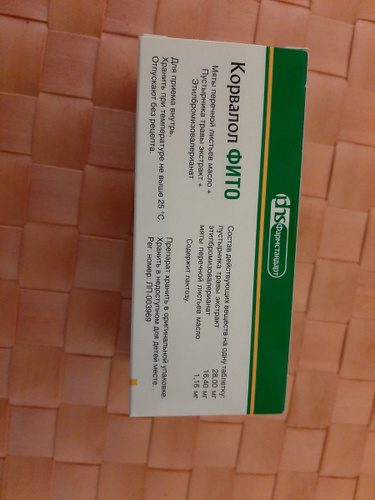 Корвалол ФИТО
Мяты перечной листьев масло +
Пустырника травы экстракт +
Этилбромизовалерианат
Для приема внутрь.
Хранить при температуре не выше 25 °С.
Отпускают без рецепта.
Фармстандарт
Состав действующих веществ на одну таблетку:
пустырника травы экстракт 28,00 мг
этилбромизовалерианат 16,40 мг
мяты перечной листьев масло 1,16 мг
Содержит лактозу.
Препарат хранить в оригинальной упаковке.
Хранить в недоступном для детей месте.
Рег. номер: ЛП-003969